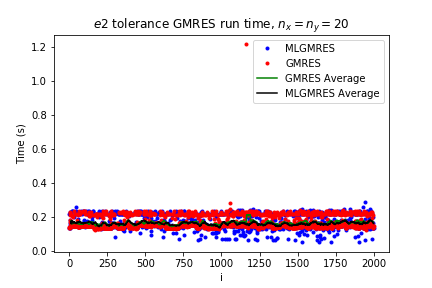 e2 tolerance GMRES run time, n_x = n_y = 20
MLGMRES
GMRES
GMRES Average
MLGMRES Average
Time (s)
1.2
1.0
0.8
0.6
0.4
0.2
0.0
0 250 500 750 1000 1250 1500 1750 2000
i